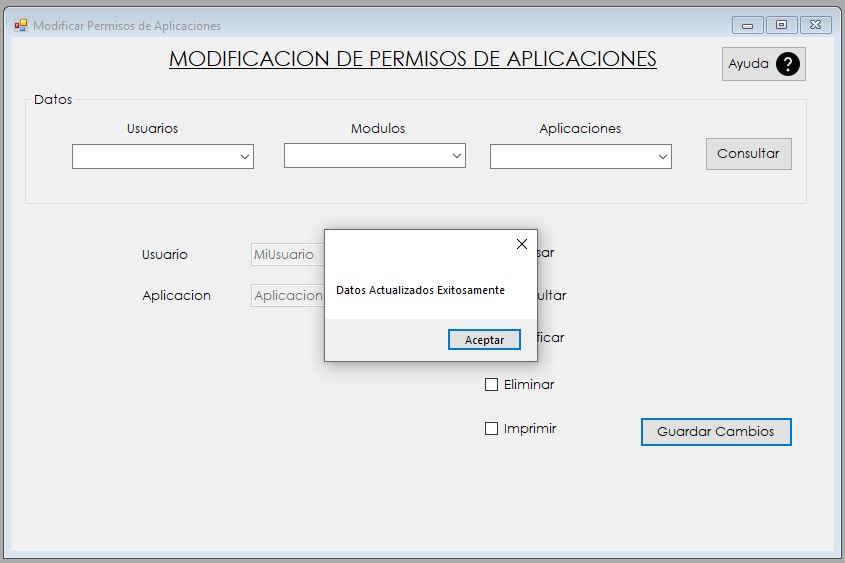 Modificar Permisos de Aplicaciones
MODIFICACION DE PERMISOS DE APLICACIONES
Ayuda ?
Datos
Usuarios
Modulos
Aplicaciones
Consultar
Usuario
MiUsuario
sar
Aplicacion
Aplicacion
ultar
Datos Actualizados Exitosamente
ficar
Aceptar
Eliminar
Imprimir
Guardar Cambios